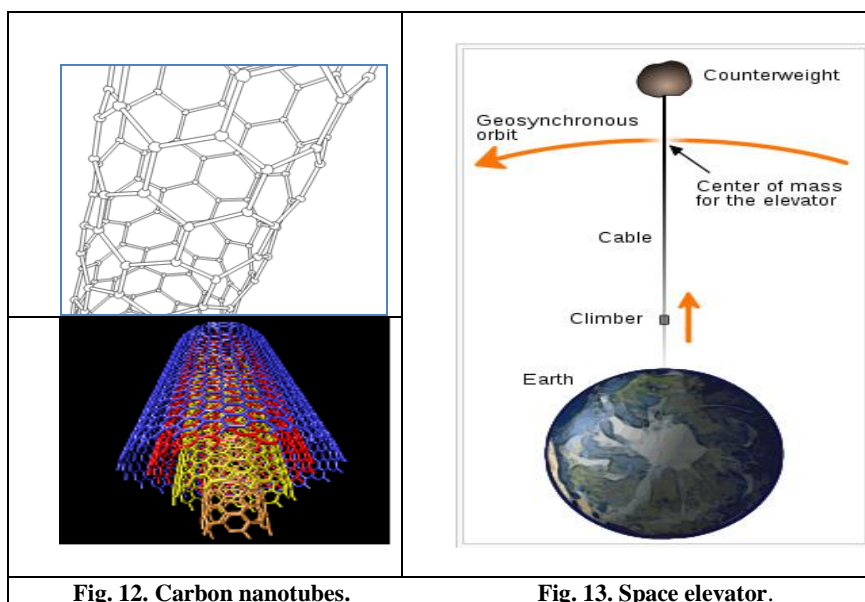 Counterweight
Geosynchronous
orbit
Center of mass
for the elevator
Cable
Climber
Earth
Fig. 12. Carbon nanotubes.
Fig. 13. Space elevator.